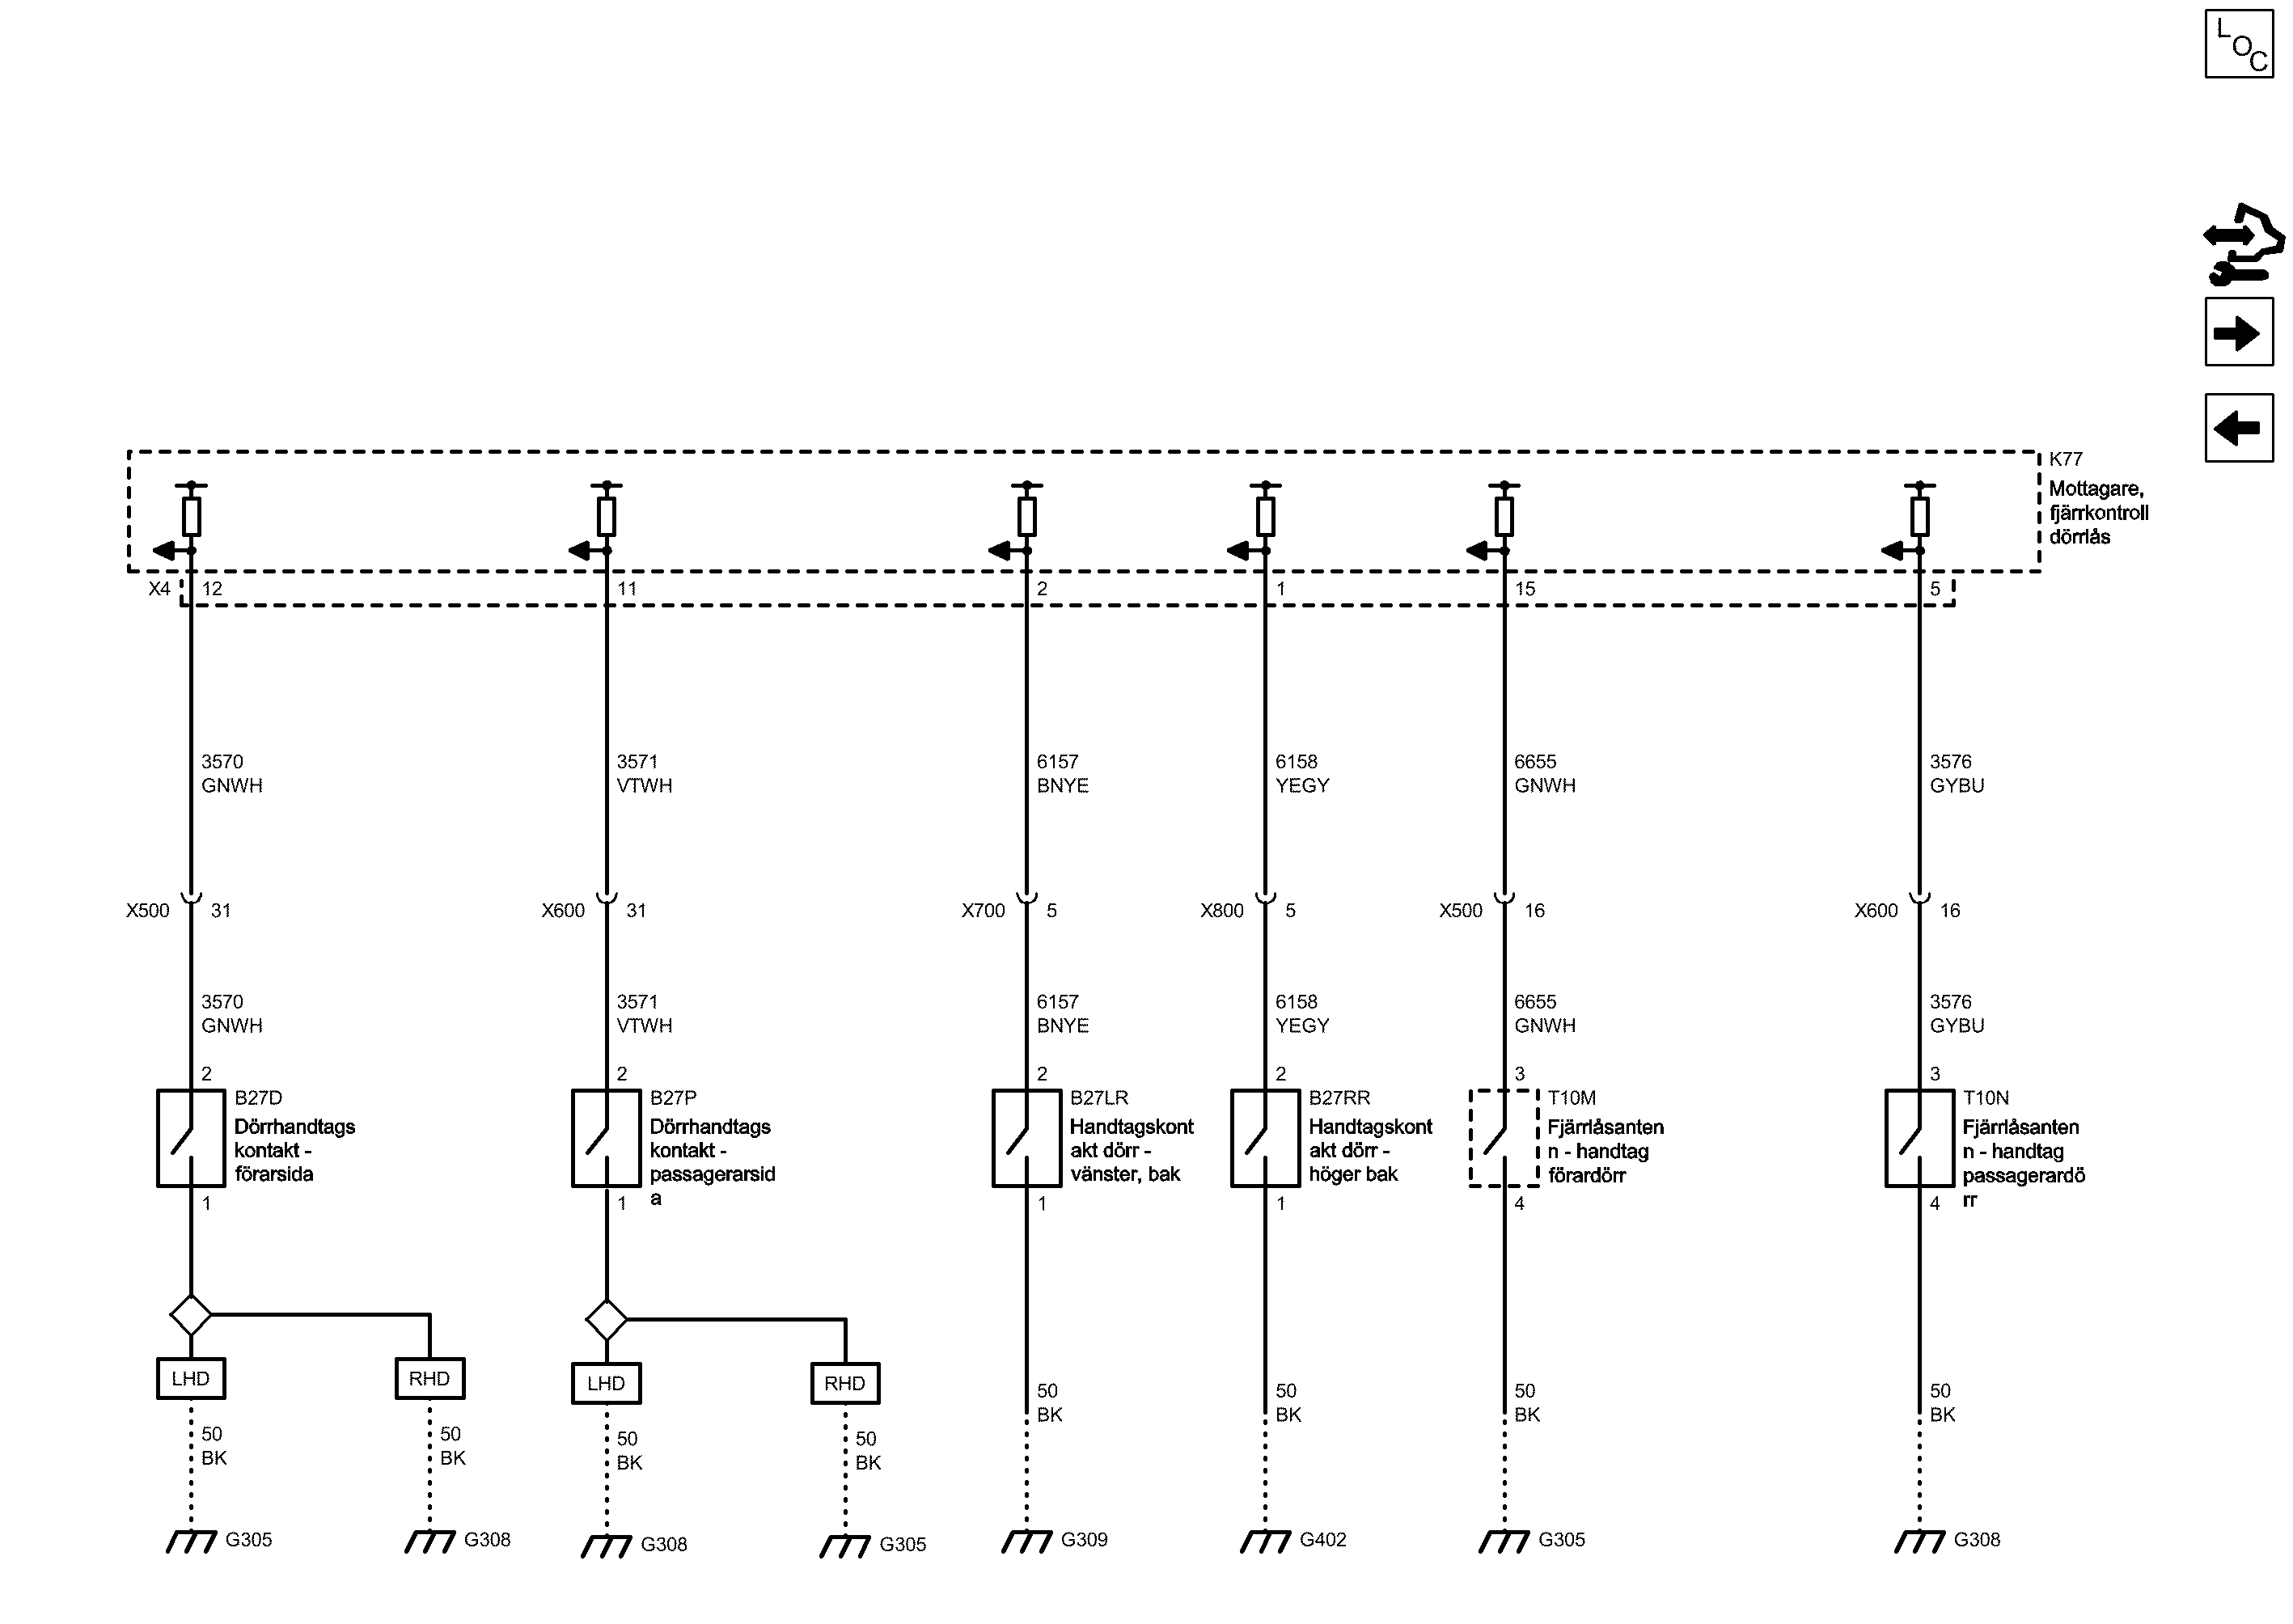 LOC
K77
Mottagare,
fjärrkontroll
dörrlås
X4 12 11 2 1 15 5
3570 3571 6157 6158 6655 3576
GNWH VTWH BNYE YEGY GNWH GYBU
X500 31 X600 31 X700 5 X800 5 X500 16 X600 16
3570 3571 6157 6158 6655 3576
GNWH VTWH BNYE YEGY GNWH GYBU
2 2 2 2 3 3
B27D
Dörrhandtags
kontakt -
förarsida
B27P
Dörrhandtags
kontakt -
passagerarsid
a
B27LR
Handtagskont
akt dörr -
vänster, bak
B27RR
Handtagskont
akt dörr -
höger bak
T10M
Fjärrlåsanten
n - handtag
förardörr
T10N
Fjärrlåsanten
n - handtag
passagerardö
rr
1 1 1 1 4 4
LHD RHD LHD RHD
50 50 50 50 50 50 50 50
BK BK BK BK BK BK BK BK
G305 G308 G308 G305 G309 G402 G305 G308